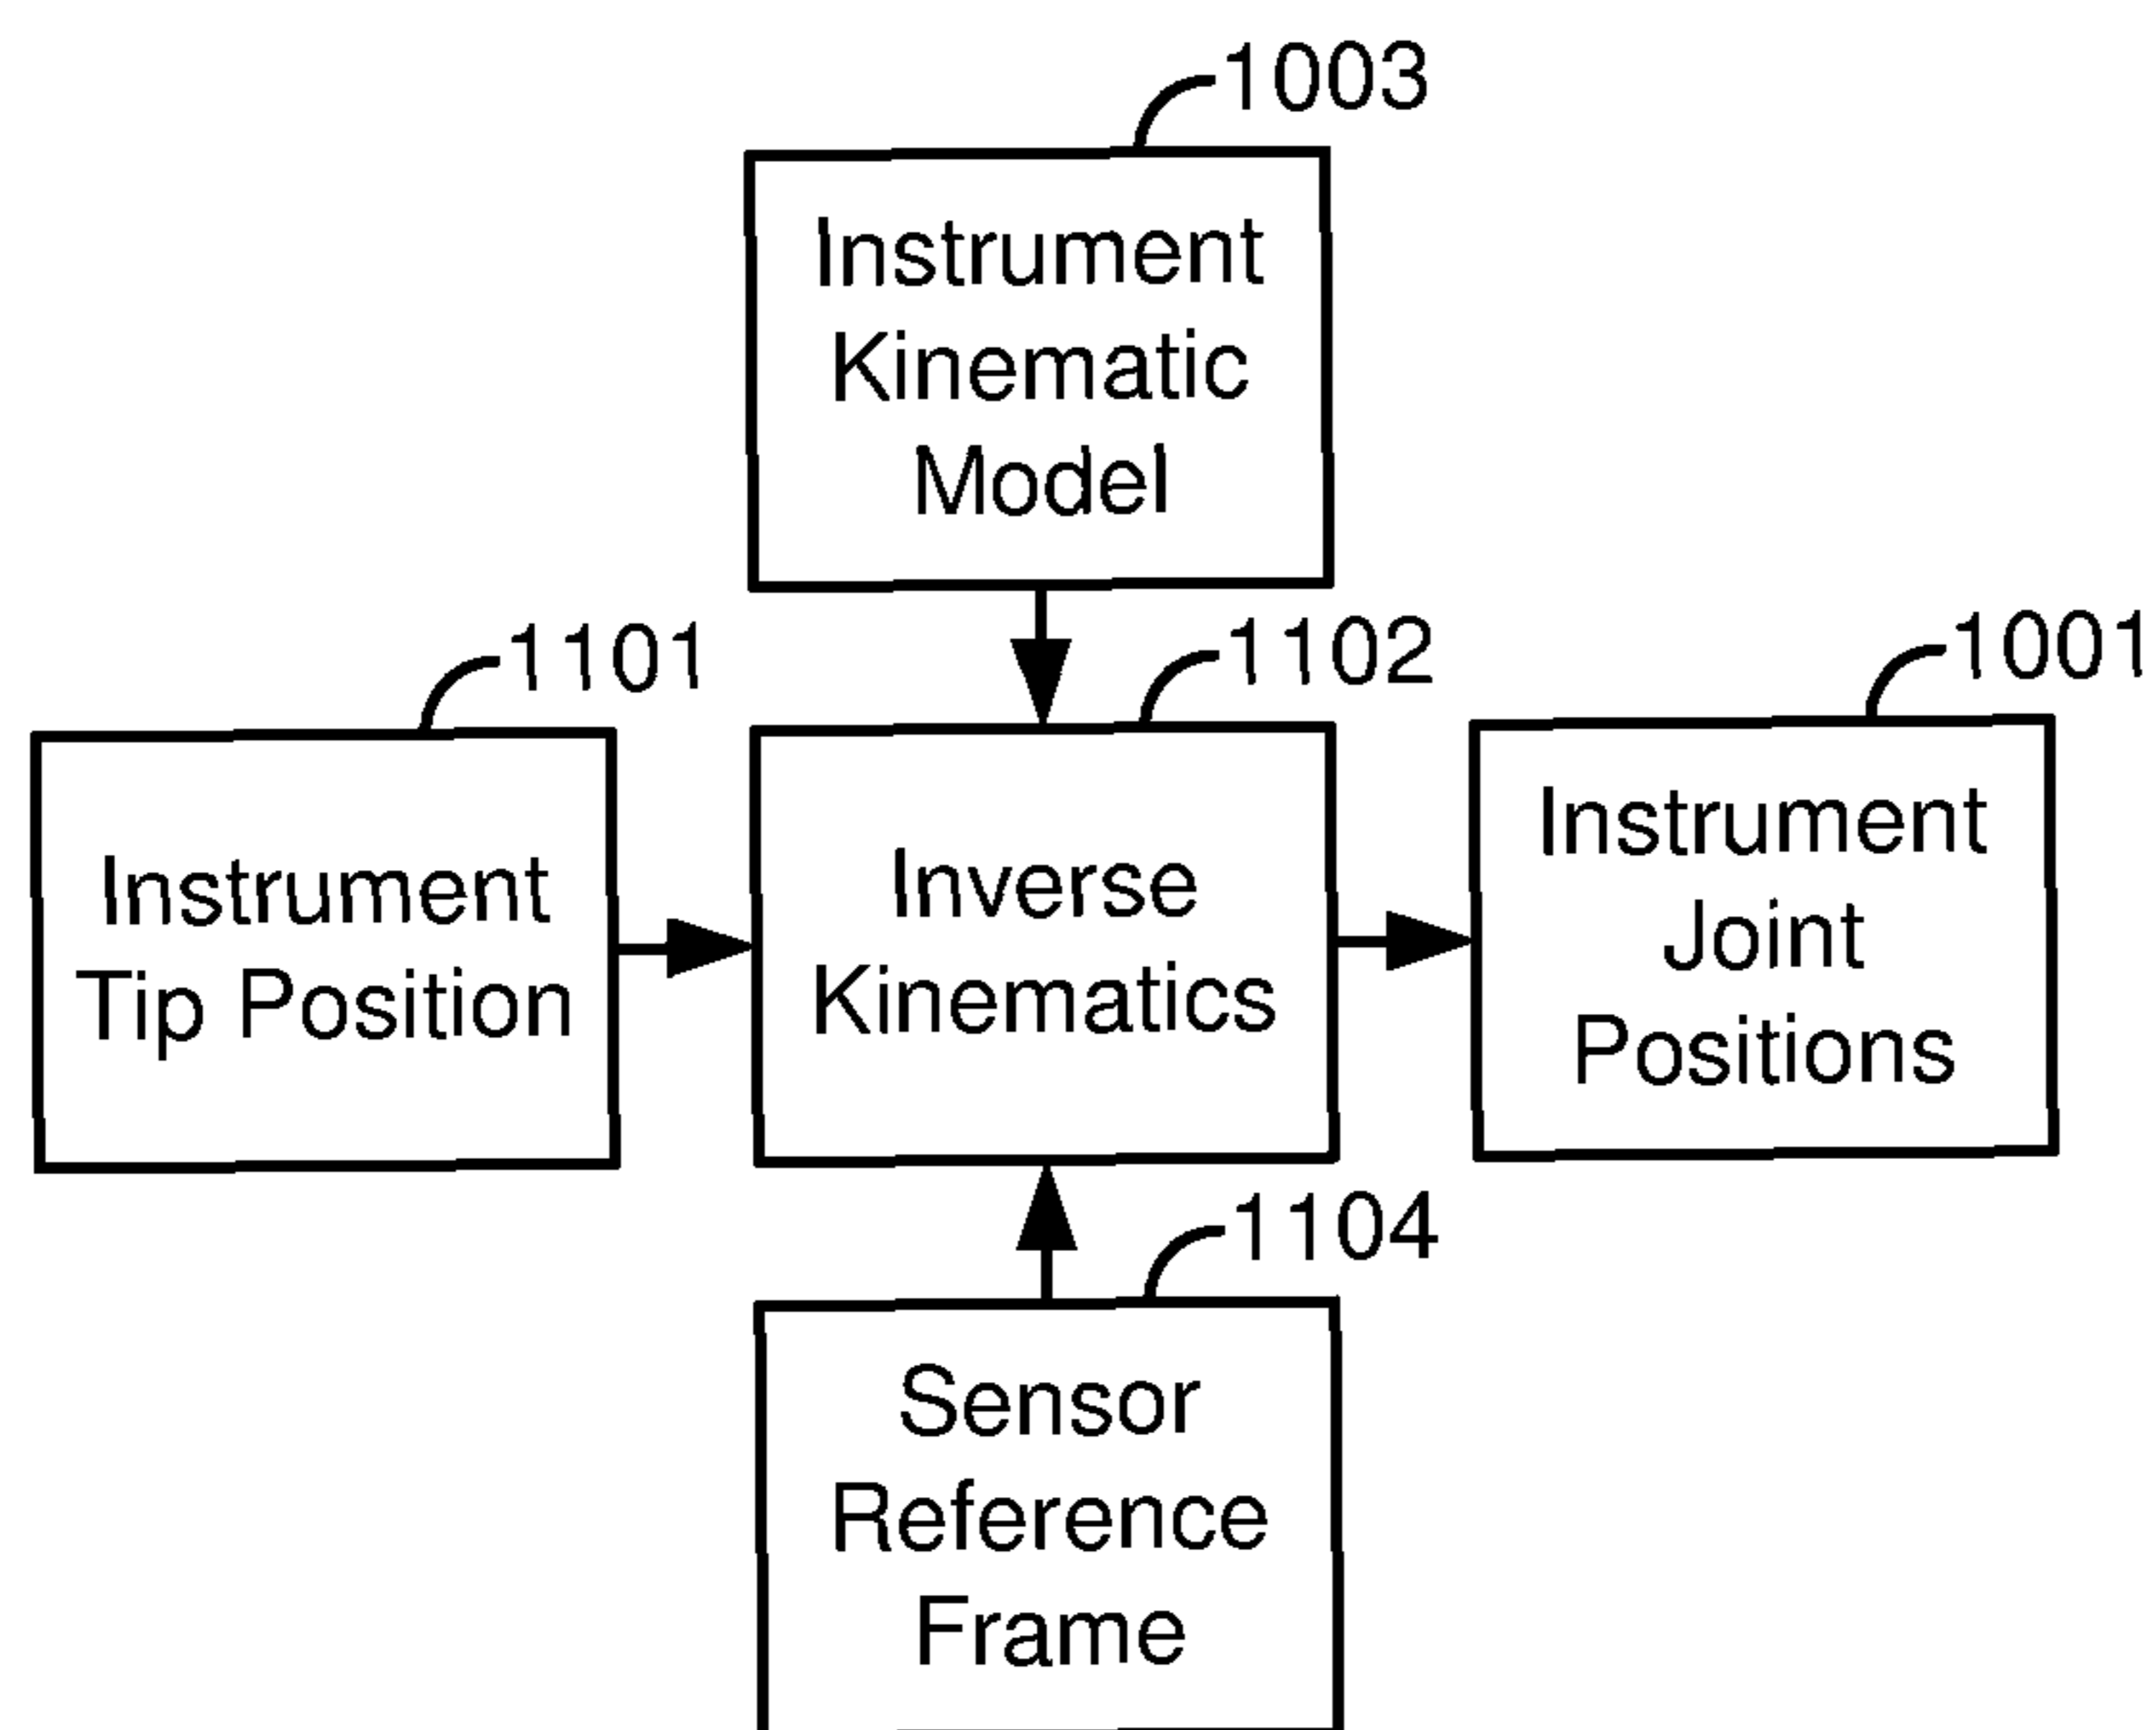 1003
Instrument
Kinematic
Model
1101
Instrument
Tip Position
1102
Inverse
Kinematics
1001
Instrument
Joint
Positions
1104
Sensor
Reference
Frame